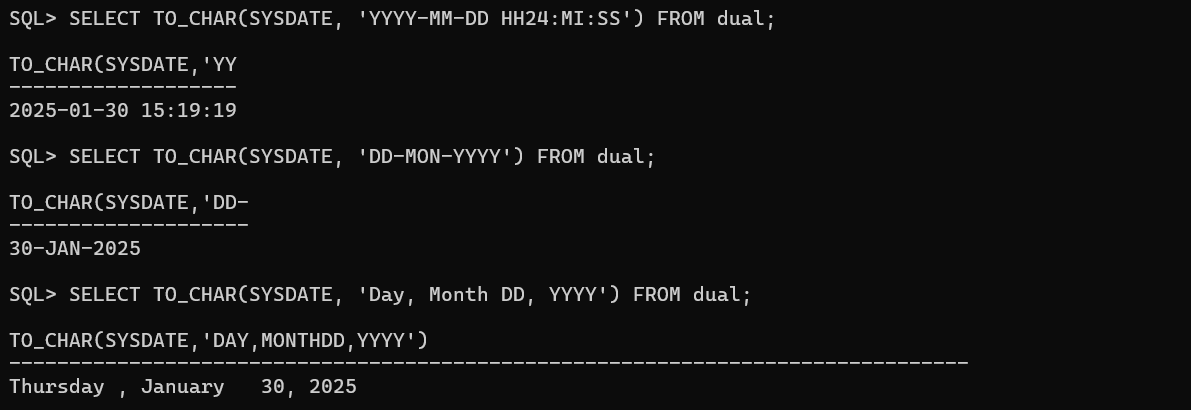 SQL> SELECT TO_CHAR(SYSDATE, 'YYYY-MM-DD HH24:MI:SS') FROM dual;
TO_CHAR(SYSDATE,'YY
-------------------
2025-01-30 15:19:19
SQL> SELECT TO_CHAR(SYSDATE, 'DD-MON-YYYY') FROM dual;
TO_CHAR(SYSDATE,'DD-
--------------------
30-JAN-2025
SQL> SELECT TO_CHAR(SYSDATE, 'Day, Month DD, YYYY') FROM dual;
TO_CHAR(SYSDATE,'DAY,MONTHDD,YYYY')
--------------------------------------------------------------------------------
Thursday , January   30, 2025